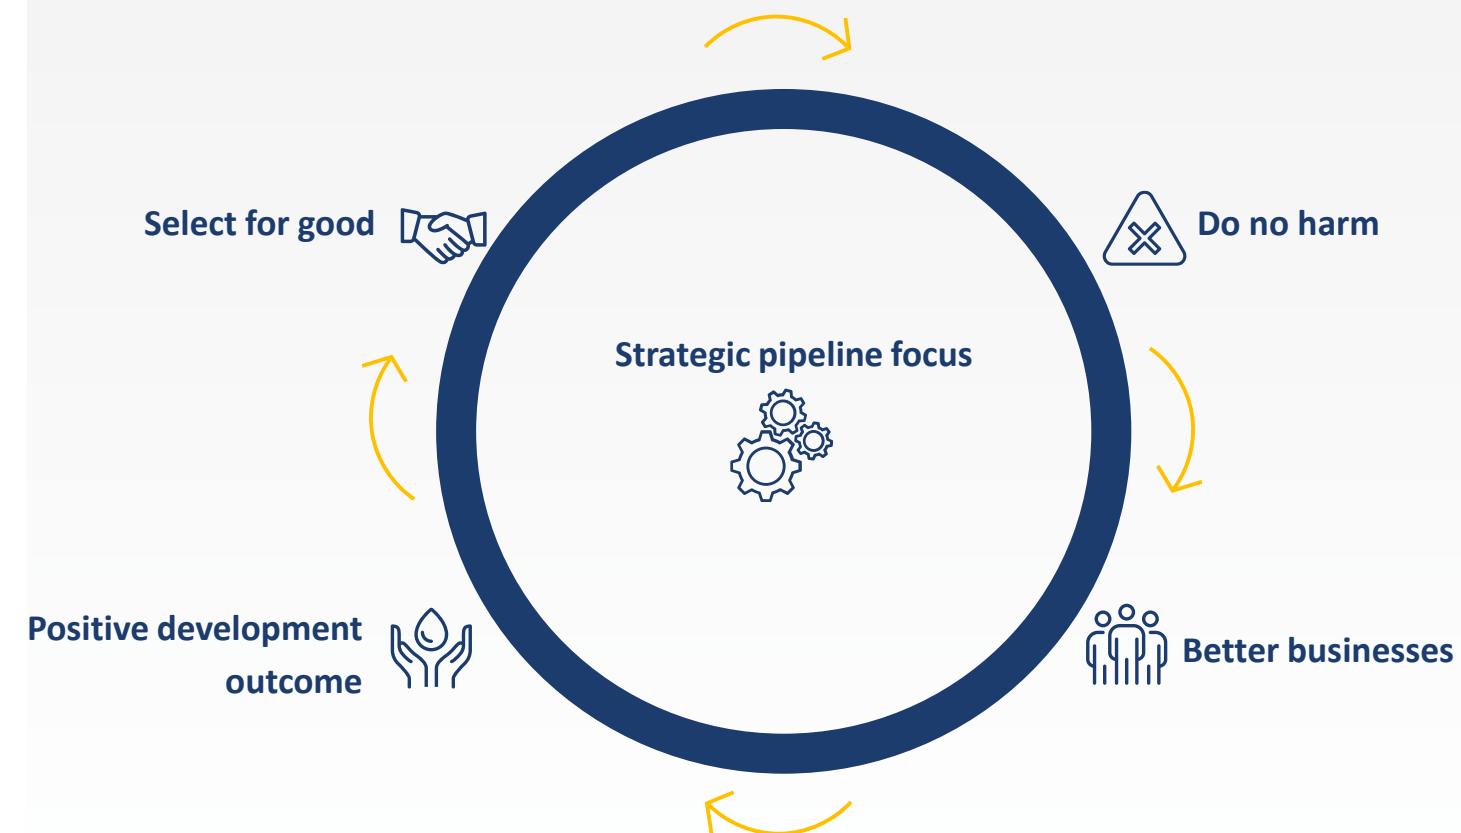 Select for good
Do no harm
Strategic pipeline focus
Positive development
outcome
Better businesses